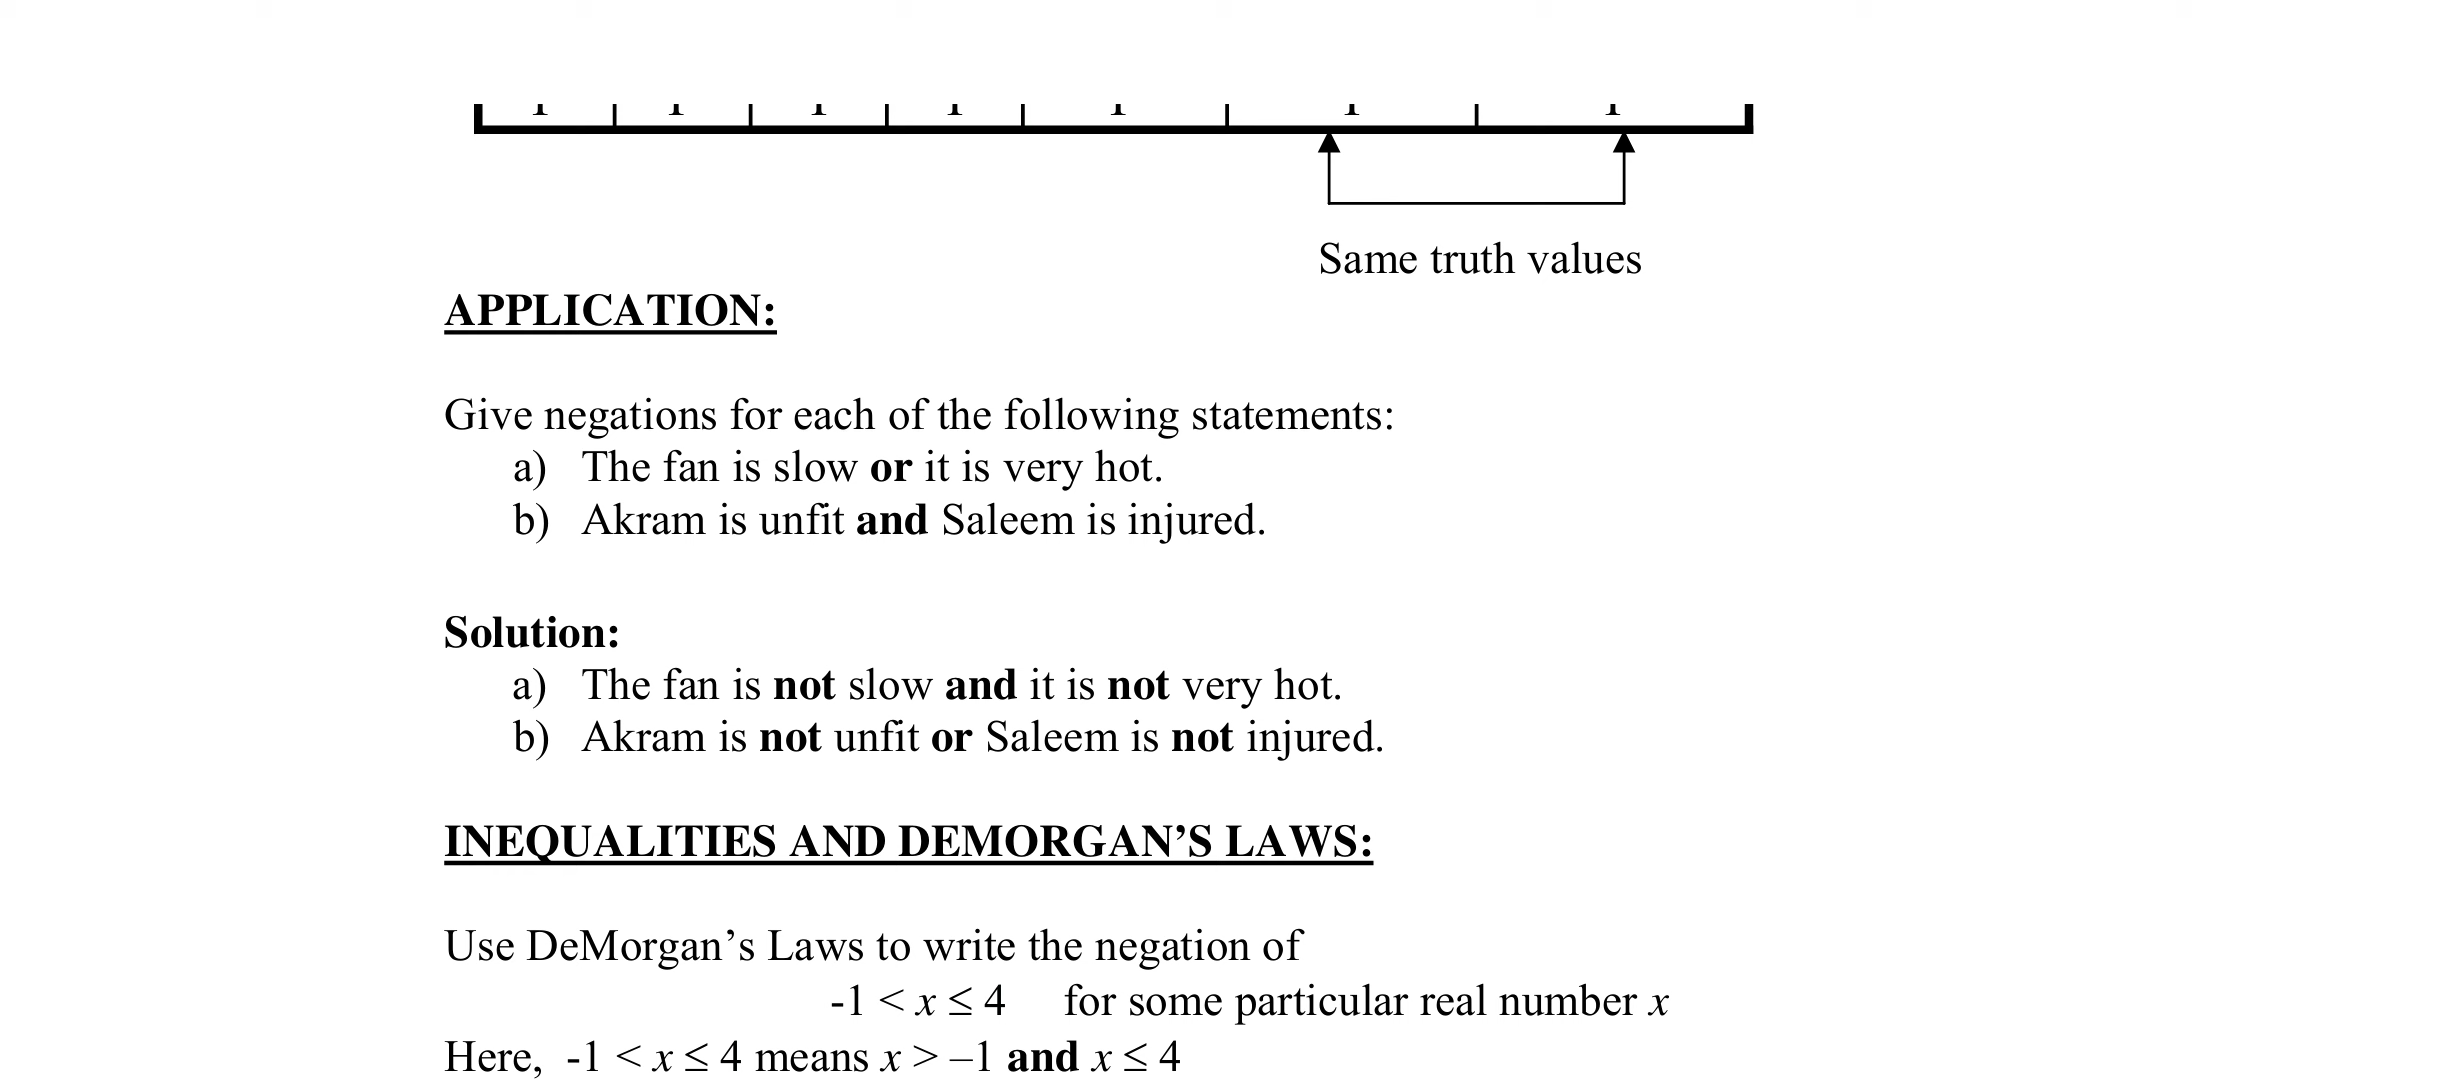 Same truth values
APPLICATION:
Give negations for each of the following statements:
a) The fan is slow or it is very hot.
b) Akram is unfit and Saleem is injured.
Solution:
a) The fan is not slow and it is not very hot.
b) Akram is not unfit or Saleem is not injured.
INEQUALITIES AND DEMORGAN’S LAWS:
Use DeMorgan’s Laws to write the negation of
-1 < x ≤ 4 for some particular real number x
Here, -1 < x ≤ 4 means x > –1 and x ≤ 4